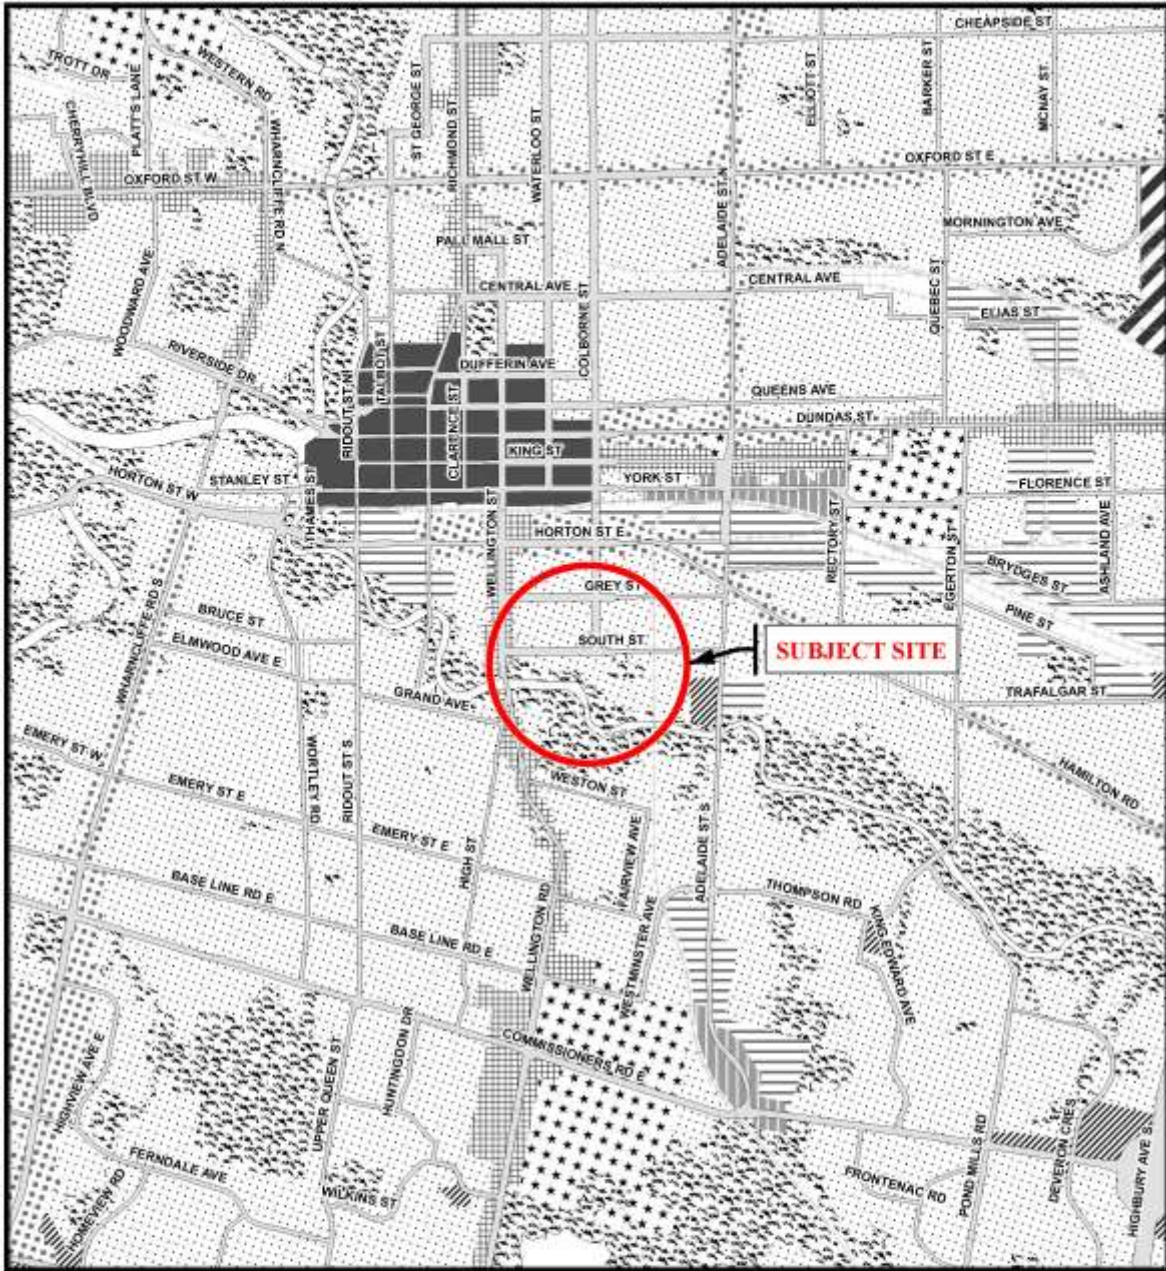 CHEAPSIDE ST
TROTT DR
WESTERN RD
PLATT'S LANE
CHERRYHILL BLVD
WHARNCLIFFE RD N
ST GEORGE ST
RICHMOND ST
WATERLOO ST
ELLIOTT ST
BARKER ST
MCNAY ST
OXFORD ST E
OXFORD ST W
ADELAIDE ST N
PALL MALL ST
MORNINGTON AVE
WOODWARD AVE
CENTRAL AVE
CENTRAL AVE
QUEBEC ST
ELIAS ST
COLBORNE ST
RIVERSIDE DR
TALBOT ST
RIDOUT ST N
DUFFERIN AVE
CLARENCE ST
QUEENS AVE
DUNDAS ST
KING ST
YORK ST
HORTON ST W
STANLEY ST
THAMES ST
FLORENCE ST
WELLINGTON ST
HORTON ST E
RECTORY ST
EGERTON ST
ASHLAND AVE
BRYDGES ST
PINE ST
GREY ST
SOUTH ST
SUBJECT SITE
BRUCE ST
ELMWOOD AVE E
WHARNCLIFFE RD S
GRAND AVE
TRAFALGAR ST
HAMILTON RD
EMERY ST W
EMERY ST E
WORTLEY RD
RIDOUT ST S
WESTON ST
EMERY ST E
HIGH ST
FAIRVIEW AVE
ADELAIDE ST S
BASE LINE RD E
BASE LINE RD E
WELLINGTON RD
WESTMINSTER AVE
THOMPSON RD
KING EDWARD AVE
COMMISSIONERS RD E
HIGHVIEW AVE E
UPPER QUEEN ST
HUNTINGDON DR
FERNDALE AVE
HOMEVIEW RD
WILKINS ST
FRONTENAC RD
POND MILLS RD
DEVERON CRES
HIGHBURY AVE S